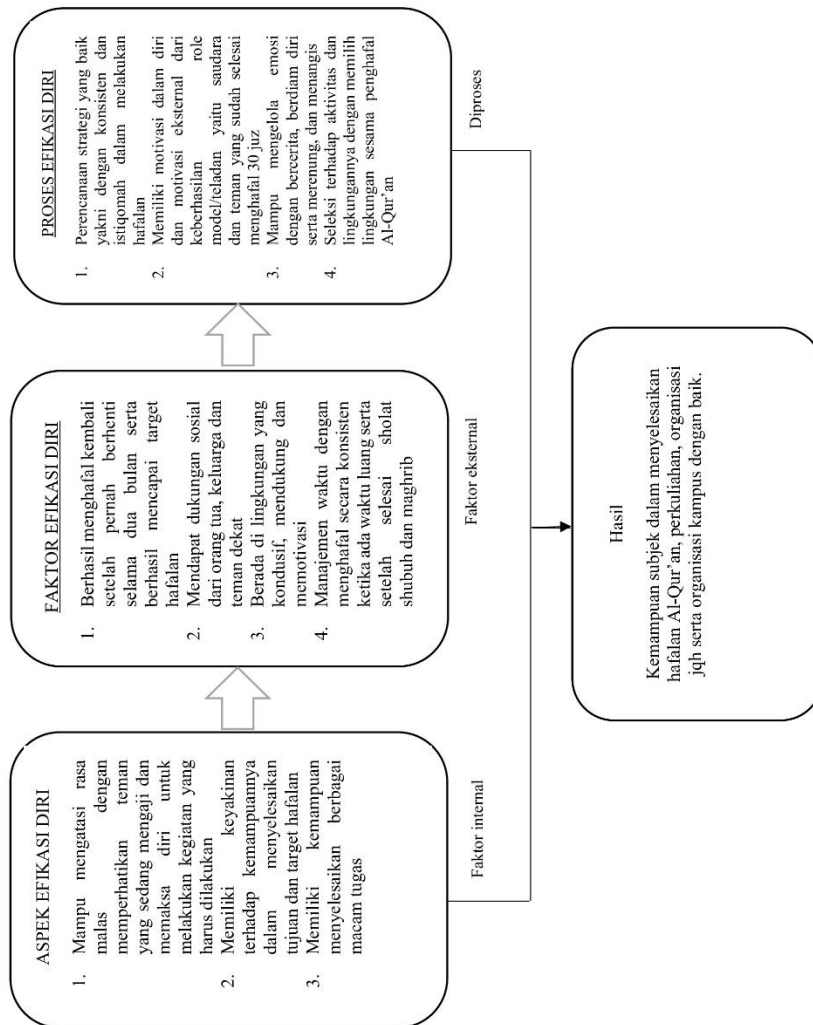 ASPEK EFIKASI DIRI
1. Mampu mengatasi rasa
malas dengan
memperhatikan teman
yang sedang mengaji dan
memaksa diri untuk
melakukan kegiatan yang
harus dilakukan
2. Memiliki keyakinan
terhadap kemampuannya
dalam menyelesaikan
tujuan dan target hafalan
3. Memiliki kemampuan
menyelesaikan berbagai
macam tugas
Faktor internal
FAKTOR EFIKASI DIRI
1. Berhasil menghafal kembali
setelah pernah berhenti
selama dua bulan serta
berhasil mencapai target
hafalan
2. Mendapat dukungan sosial
dari orang tua, keluarga dan
teman dekat
3. Berada di lingkungan yang
kondusif, mendukung dan
memotivasi
4. Manajemen waktu dengan
menghafal secara konsisten
ketika ada waktu luang serta
setelah selesai sholat
shubuh dan maghrib
Faktor eksternal
PROSES EFIKASI DIRI
1. Perencanaan strategi yang baik
yakni dengan konsisten dan
istiqomah dalam melakukan
hafalan
2. Memiliki motivasi dalam diri
dan motivasi eksternal dari
keberhasilan role
model/teladan yaitu saudara
dan teman yang sudah selesai
menghafal 30 juz
3. Mampu mengelola emosi
dengan bercerita, berdiam diri
serta merenung, dan menangis
4. Seleksi terhadap aktivitas dan
lingkungannya dengan memilih
lingkungan sesama penghafal
Al-Qur'an
Diproses
Hasil
Kemampuan subjek dalam menyelesaikan
hafalan Al-Qur'an, perkuliahan, organisasi
jqh serta organisasi kampus dengan baik.